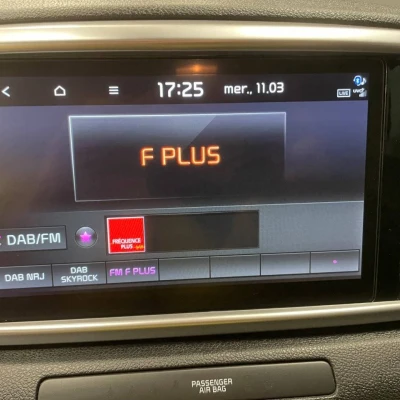 17:25 mer., 11.03
F PLUS
DAB/FM
FRÉQUENCE
PLUS
DAB NRJ
DAB
SKYROCK
FM F PLUS
PASSENGER
AIR BAG